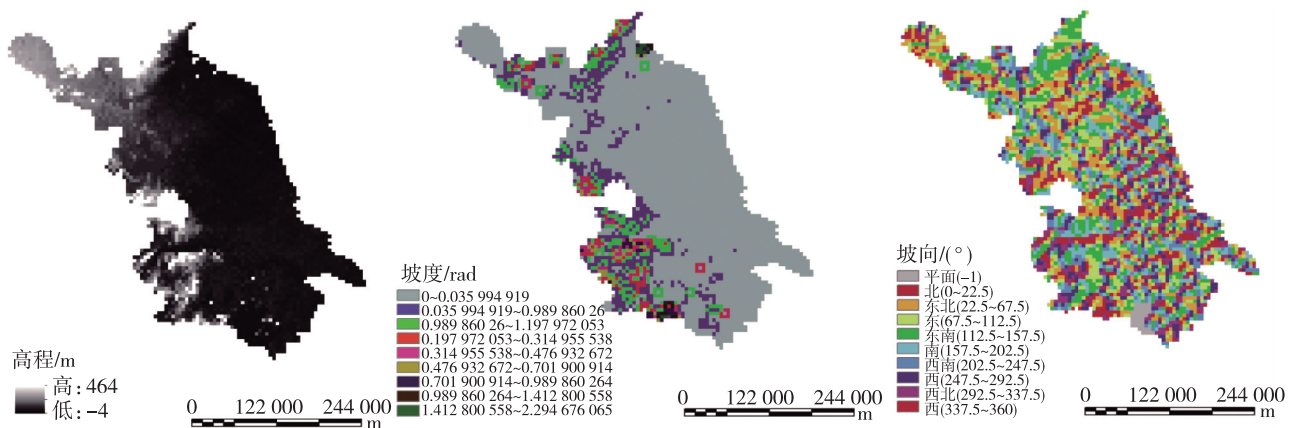 高程/m
高: 464
低: -4
0 122 000 244 000
m
坡度/rad
0~0.035 994 919
0.035 994 919~0.989 860 26
0.989 860 26~1.197 972 053
0.197 972 053~0.314 955 538
0.314 955 538~0.476 932 672
0.476 932 672~0.701 900 914
0.701 900 914~0.989 860 264
0.989 860 264~1.412 800 558
1.412 800 558~2.294 676 065
0 122 000 244 000
m
坡向/(°)
平面(-1)
北(0~22.5)
东北(22.5~67.5)
东(67.5~112.5)
东南(112.5~157.5)
南(157.5~202.5)
西南(202.5~247.5)
西(247.5~292.5)
西北(292.5~337.5)
西(337.5~360)
0 122 000 244 000
m